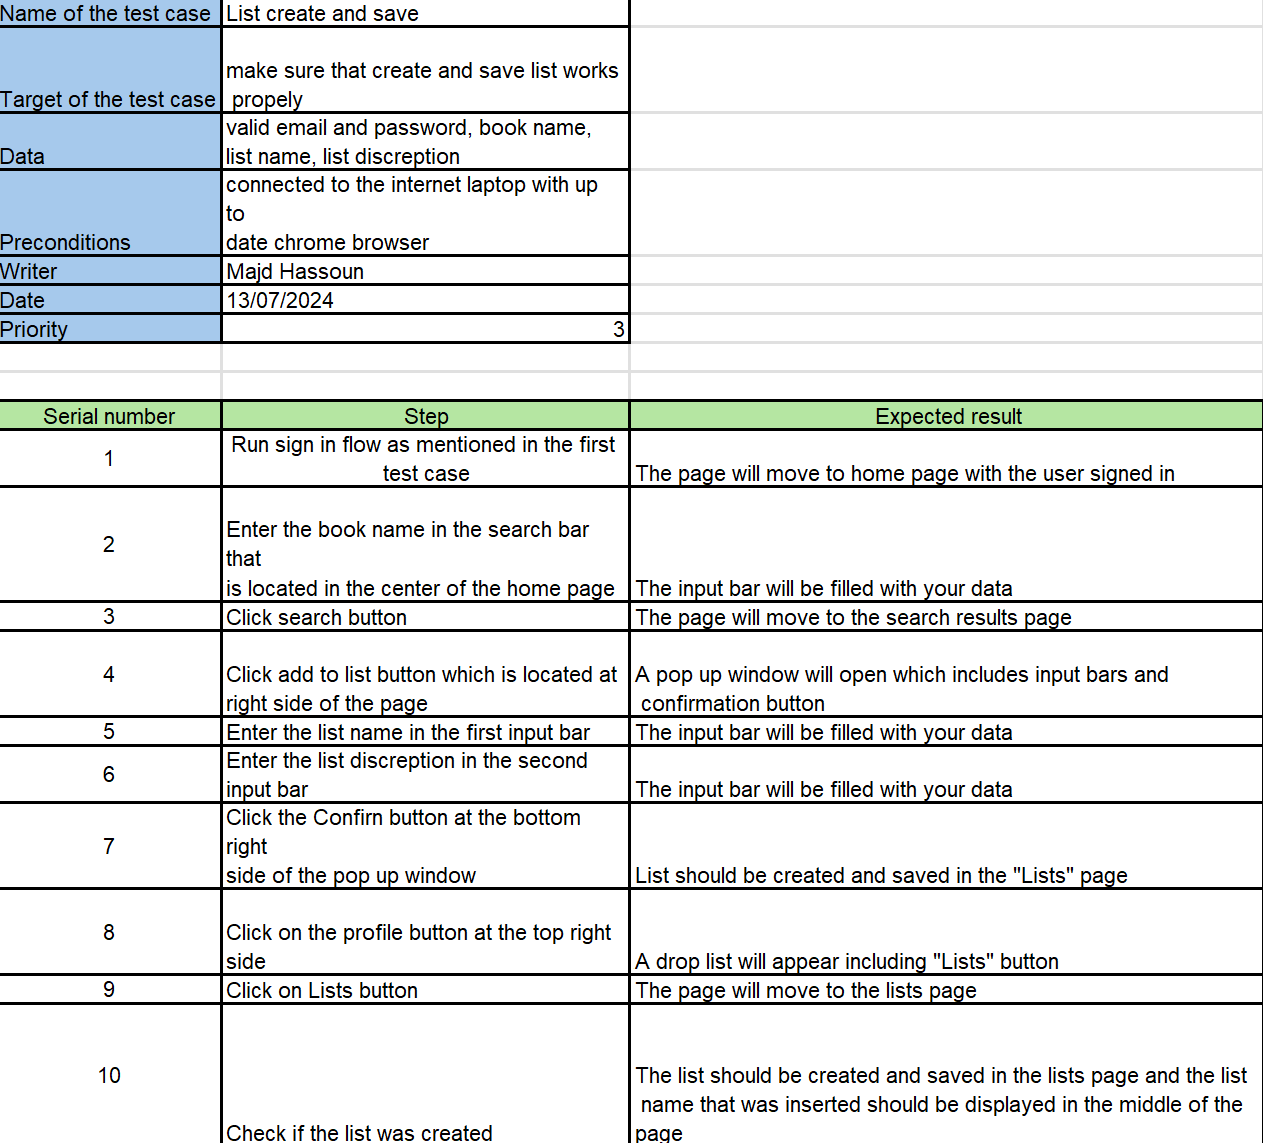 Name of the test case List create and save
Target of the test case make sure that create and save list works
propely
Data valid email and password, book name,
list name, list discreption
Preconditions connected to the internet laptop with up
to
date chrome browser
Writer Majd Hassoun
Date 13/07/2024
Priority 3
Serial number Step Expected result
1 Run sign in flow as mentioned in the first
test case The page will move to home page with the user signed in
2 Enter the book name in the search bar
that
is located in the center of the home page The input bar will be filled with your data
3 Click search button The page will move to the search results page
4 Click add to list button which is located at
right side of the page
A pop up window will open which includes input bars and
confirmation button
5 Enter the list name in the first input bar The input bar will be filled with your data
6 Enter the list discreption in the second
input bar The input bar will be filled with your data
7 Click the Confirn button at the bottom
right
side of the pop up window List should be created and saved in the "Lists" page
8 Click on the profile button at the top right
side A drop list will appear including "Lists" button
9 Click on Lists button The page will move to the lists page
10 Check if the list was created
The list should be created and saved in the lists page and the list
name that was inserted should be displayed in the middle of the
page